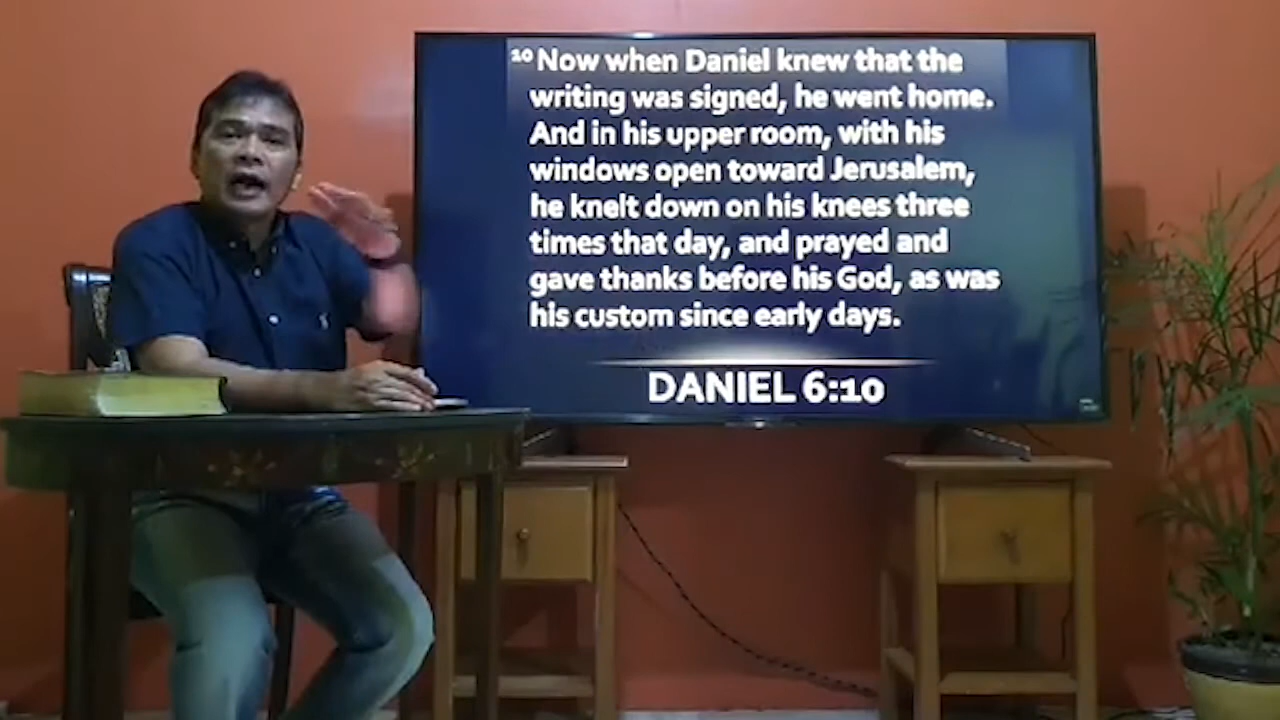 10 Now when Daniel knew that the
writing was signed, he went home.
And in his upper room, with his
windows open toward Jerusalem,
he knelt down on his knees three
times that day, and prayed and
gave thanks before his God, as was
his custom since early days.
DANIEL 6:10